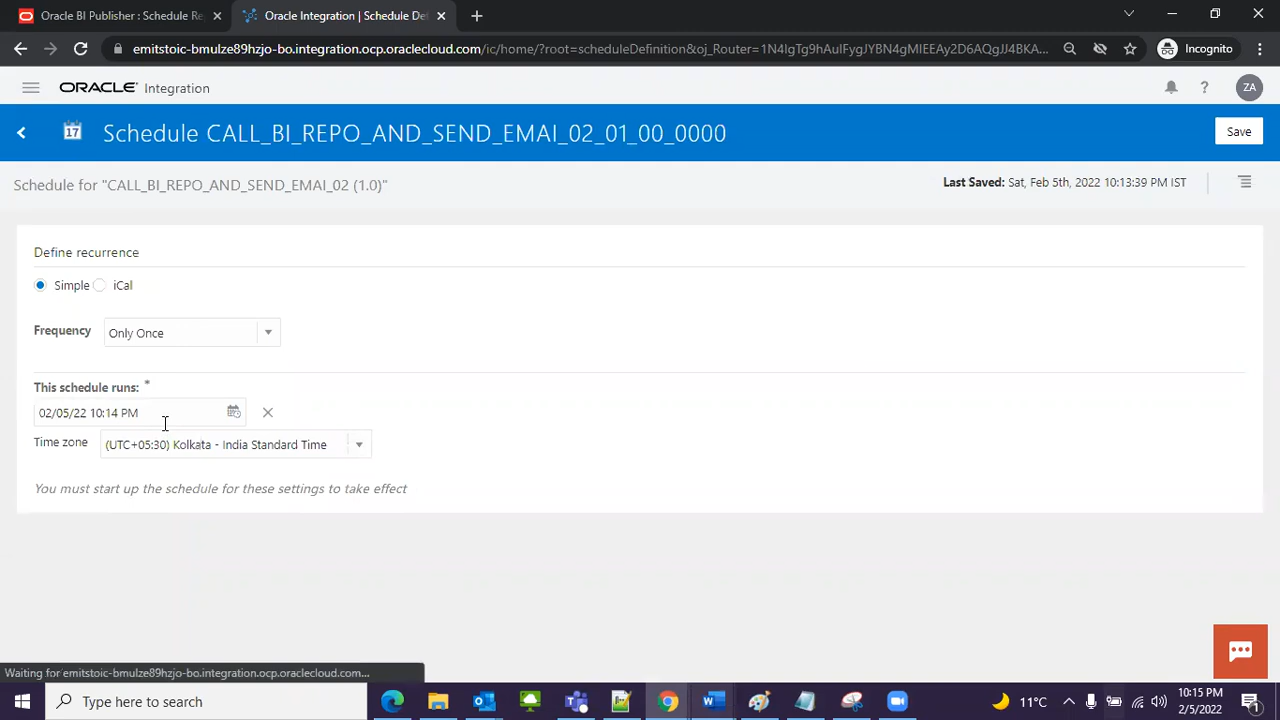 Oracle BI Publisher : Schedule Re
Oracle Integration | Schedule De
emitstoic-bmulze89hzjo-bo.integration.ocp.oraclecloud.com/ic/home/?root=scheduleDefinition&oj_Router=1N4IgTg9hAulFygJYBN4gMIEEAy2D6AQgJJ4BKA...
Incognito
ORACLE® Integration
? ZA
17 Schedule CALL_BI_REPO_AND_SEND_EMAI_02_01_00_0000
Save
Schedule for "CALL_BI_REPO_AND_SEND_EMAI_02 (1.0)"
Last Saved: Sat, Feb 5th, 2022 10:13:39 PM IST
Define recurrence
Simple iCal
Frequency Only Once
This schedule runs: *
02/05/22 10:14 PM
Time zone (UTC+05:30) Kolkata - India Standard Time
You must start up the schedule for these settings to take effect
Waiting for emitstoic-bmulze89hzjo-bo.integration.ocp.oraclecloud.com...
Type here to search
11°C
ENG
10:15 PM
2/5/2022
1